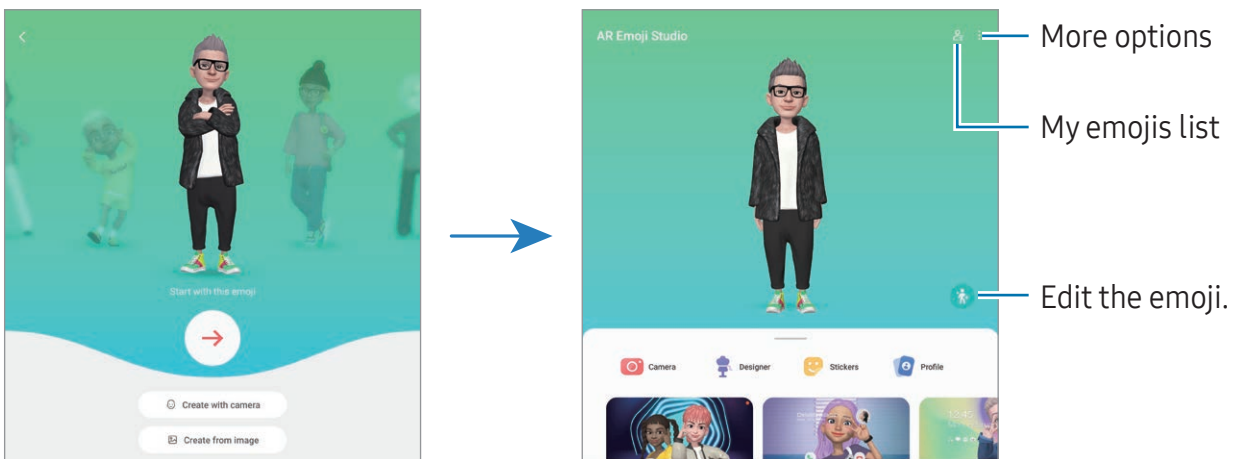 AR Emoji Studio
More options
My emojis list
Start with this emoji
Edit the emoji.
Camera
Designer
Stickers
Profile
Create with camera
Create from image